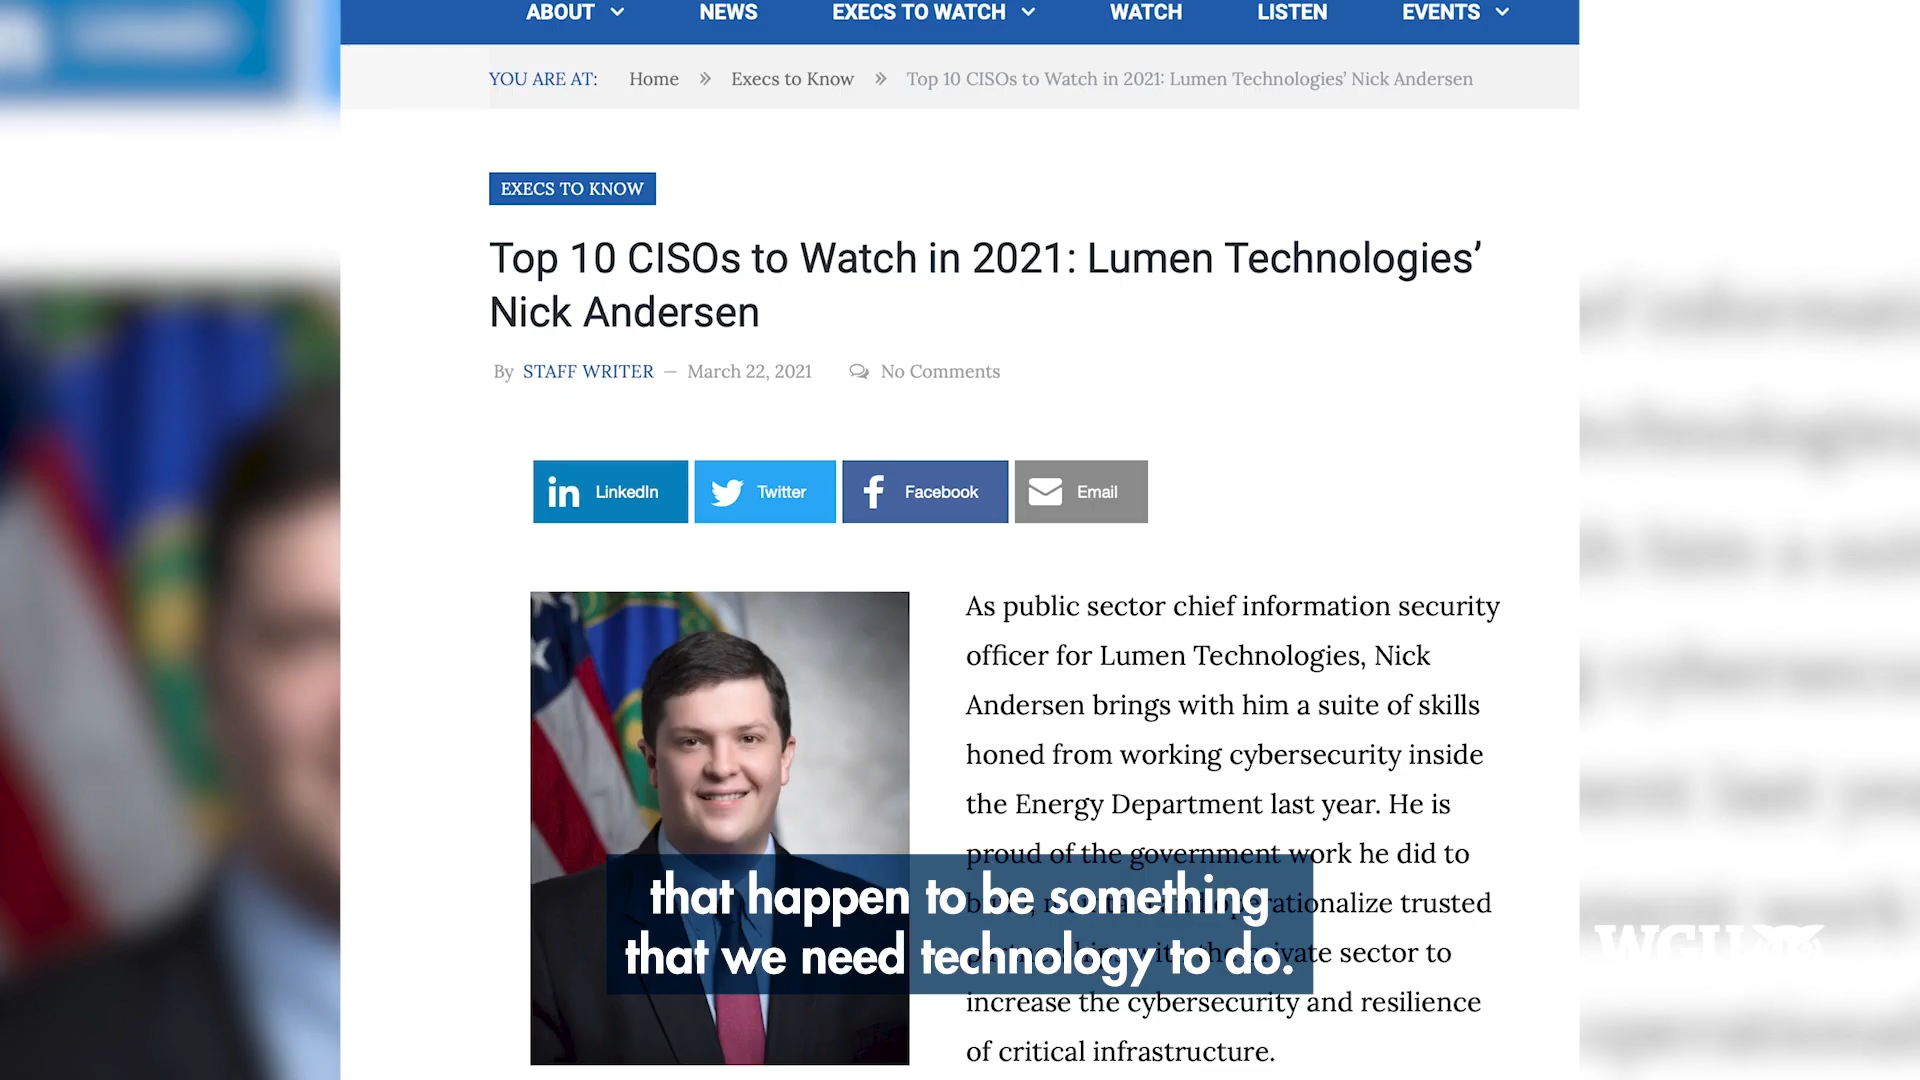 ABOUT NEWS EXECS TO WATCH WATCH LISTEN EVENTS
YOU ARE AT: Home » Execs to Know » Top 10 CISOs to Watch in 2021: Lumen Technologies’ Nick Andersen
EXECS TO KNOW
Top 10 CISOs to Watch in 2021: Lumen Technologies’
Nick Andersen
By STAFF WRITER — March 22, 2021 No Comments
in LinkedIn Twitter f Facebook Email
As public sector chief information security
officer for Lumen Technologies, Nick
Andersen brings with him a suite of skills
honed from working cybersecurity inside
the Energy Department last year. He is
proud of the government work he did to
operationalize trusted
with the private sector to
increase the cybersecurity and resilience
of critical infrastructure.
that happen to be something
that we need technology to do.
WGU